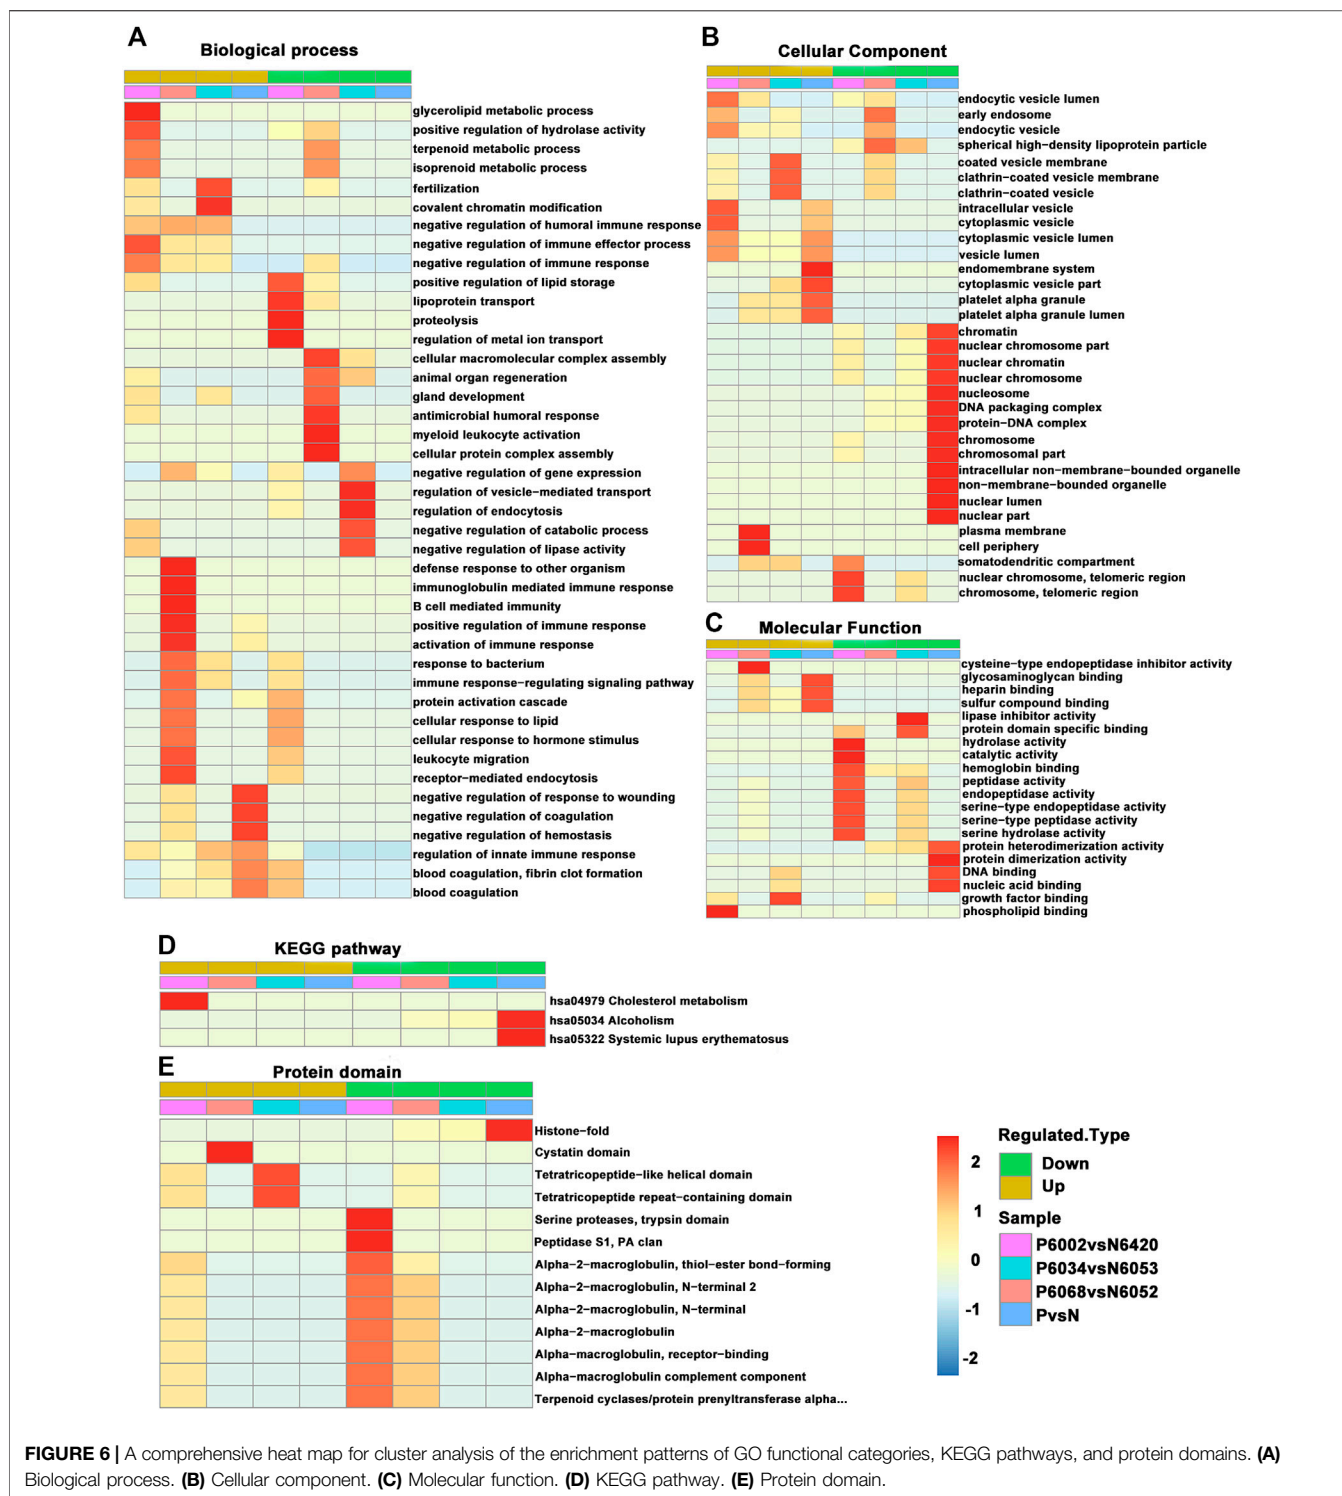 A
Biological process
glycerolipid metabolic process
positive regulation of hydrolase activity
terpenoid metabolic process
isoprenoid metabolic process
fertilization
covalent chromatin modification
negative regulation of humoral immune response
negative regulation of immune effector process
negative regulation of immune response
positive regulation of lipid storage
lipoprotein transport
proteolysis
regulation of metal ion transport
cellular macromolecular complex assembly
animal organ regeneration
gland development
antimicrobial humoral response
myeloid leukocyte activation
cellular protein complex assembly
negative regulation of gene expression
regulation of vesicle−mediated transport
regulation of endocytosis
negative regulation of catabolic process
negative regulation of lipase activity
defense response to other organism
immunoglobulin mediated immune response
B cell mediated immunity
positive regulation of immune response
activation of immune response
response to bacterium
immune response−regulating signaling pathway
protein activation cascade
cellular response to lipid
cellular response to hormone stimulus
leukocyte migration
receptor−mediated endocytosis
negative regulation of response to wounding
negative regulation of coagulation
negative regulation of hemostasis
regulation of innate immune response
blood coagulation, fibrin clot formation
blood coagulation
B
Cellular Component
endocytic vesicle lumen
early endosome
endocytic vesicle
spherical high−density lipoprotein particle
coated vesicle membrane
clathrin−coated vesicle membrane
clathrin−coated vesicle
intracellular vesicle
cytoplasmic vesicle
cytoplasmic vesicle lumen
vesicle lumen
endomembrane system
cytoplasmic vesicle part
platelet alpha granule
platelet alpha granule lumen
chromatin
nuclear chromosome part
nuclear chromatin
nuclear chromosome
nucleosome
DNA packaging complex
protein−DNA complex
chromosome
chromosomal part
intracellular non−membrane−bounded organelle
non−membrane−bounded organelle
nuclear lumen
nuclear part
plasma membrane
cell periphery
somatodendritic compartment
nuclear chromosome, telomeric region
chromosome, telomeric region
C
Molecular Function
cysteine−type endopeptidase inhibitor activity
glycosaminoglycan binding
heparin binding
sulfur compound binding
lipase inhibitor activity
protein domain specific binding
hydrolase activity
catalytic activity
hemoglobin binding
peptidase activity
endopeptidase activity
serine−type endopeptidase activity
serine−type peptidase activity
serine hydrolase activity
protein heterodimerization activity
protein dimerization activity
DNA binding
nucleic acid binding
growth factor binding
phospholipid binding
D
KEGG pathway
hsa04979 Cholesterol metabolism
hsa05034 Alcoholism
hsa05322 Systemic lupus erythematosus
E
Protein domain
Histone−fold
Cystatin domain
Tetratricopeptide−like helical domain
Tetratricopeptide repeat−containing domain
Serine proteases, trypsin domain
Peptidase S1, PA clan
Alpha−2−macroglobulin, thiol−ester bond−forming
Alpha−2−macroglobulin, N−terminal 2
Alpha−2−macroglobulin, N−terminal
Alpha−2−macroglobulin
Alpha−macroglobulin, receptor−binding
Alpha−macroglobulin complement component
Terpenoid cyclases/protein prenyltransferase alpha...
2
1
0
-1
-2
Regulated.Type
Down
Up
Sample
P6002vsN6420
P6034vsN6053
P6068vsN6052
PvsN
FIGURE 6 | A comprehensive heat map for cluster analysis of the enrichment patterns of GO functional categories, KEGG pathways, and protein domains. (A)
Biological process. (B) Cellular component. (C) Molecular function. (D) KEGG pathway. (E) Protein domain.